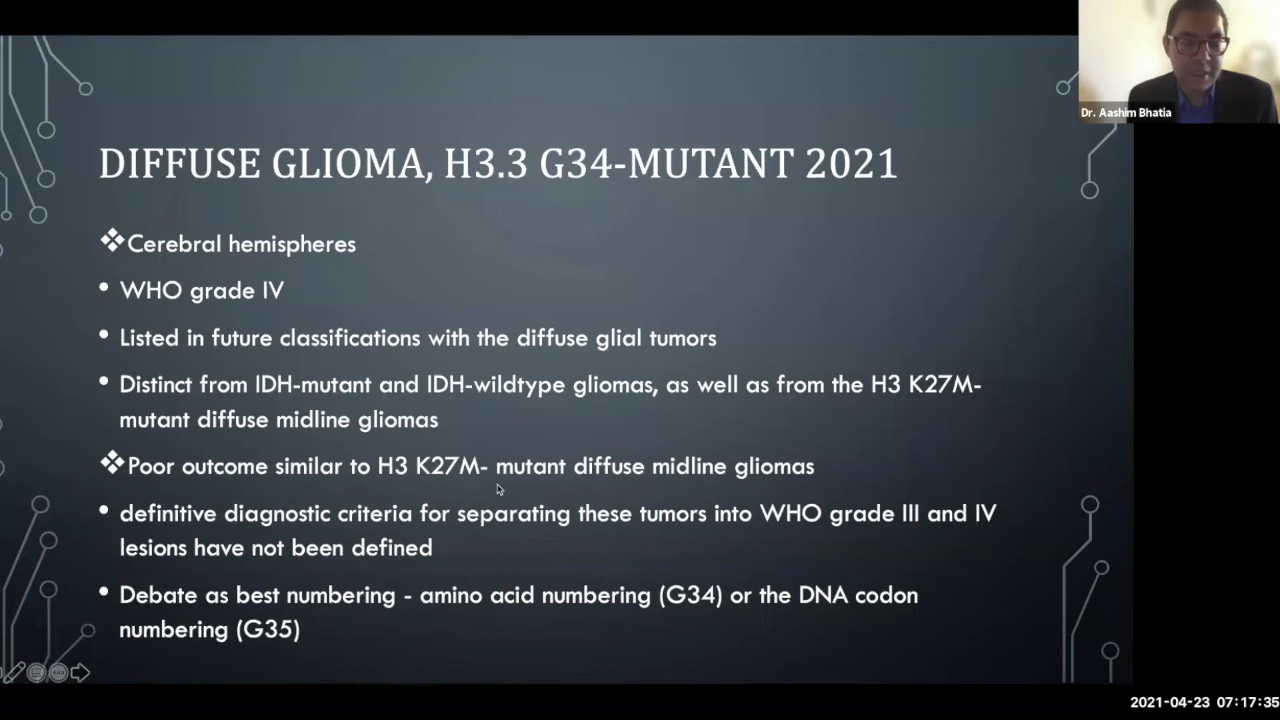 Dr. Aashim Bhatia
DIFFUSE GLIOMA, H3.3 G34-MUTANT 2021
❖Cerebral hemispheres
• WHO grade IV
• Listed in future classifications with the diffuse glial tumors
• Distinct from IDH-mutant and IDH-wildtype gliomas, as well as from the H3 K27M-
mutant diffuse midline gliomas
❖Poor outcome similar to H3 K27M- mutant diffuse midline gliomas
• definitive diagnostic criteria for separating these tumors into WHO grade III and IV
lesions have not been defined
• Debate as best numbering - amino acid numbering (G34) or the DNA codon
numbering (G35)
2021-04-23 07:17:35